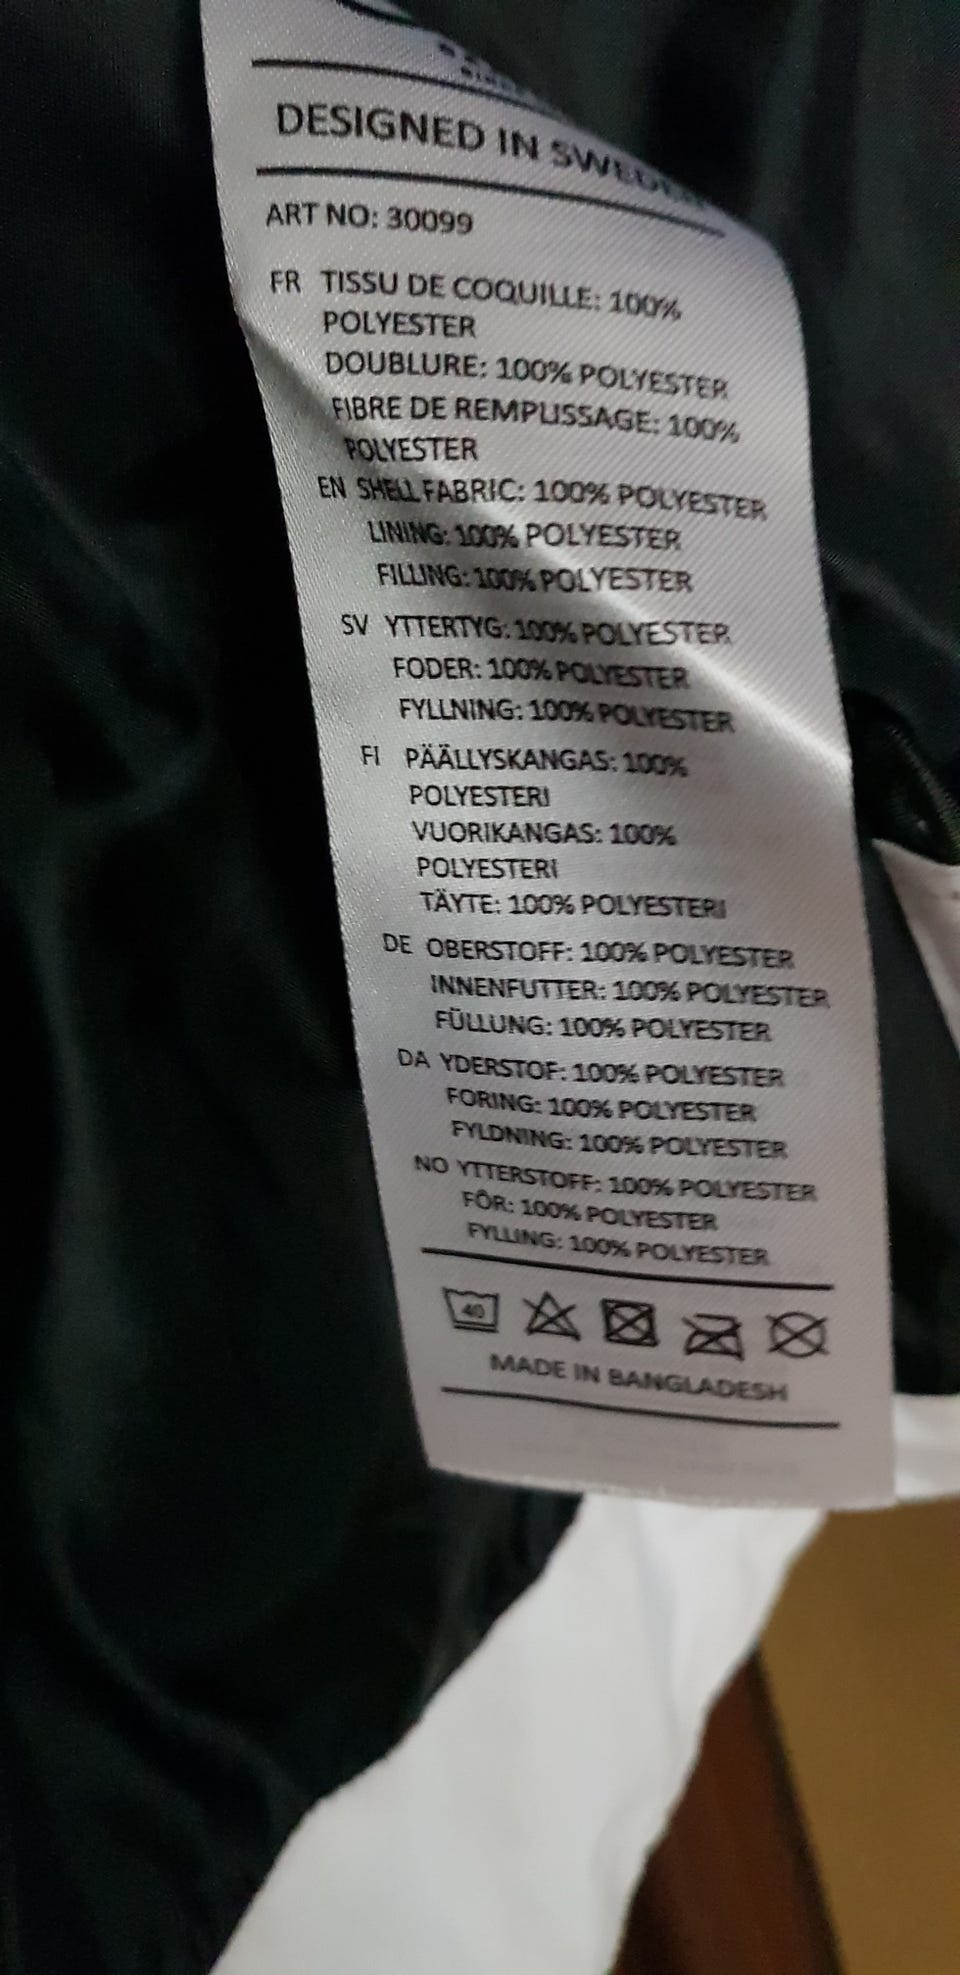 DESIGNED IN SWEDEN
ART NO: 30099
FR TISSU DE COQUILLE: 100%
POLYESTER
DOUBLURE: 100% POLYESTER
FIBRE DE REMPLISSAGE: 100%
POLYESTER
EN SHELL FABRIC: 100% POLYESTER
LINING: 100% POLYESTER
FILLING: 100% POLYESTER
SV YTTERTYG: 100% POLYESTER
FODER: 100% POLYESTER
FYLLNING: 100% POLYESTER
FI PÄÄLLYSKANGAS: 100%
POLYESTERI
VUORIKANGAS: 100%
POLYESTERI
TÄYTE: 100% POLYESTERI
DE OBERSTOFF: 100% POLYESTER
INNENFUTTER: 100% POLYESTER
FÜLLUNG: 100% POLYESTER
DA YDERSTOF: 100% POLYESTER
FORING: 100% POLYESTER
FYLDNING: 100% POLYESTER
NO YTTERSTOFF: 100% POLYESTER
FÔR: 100% POLYESTER
FYLLING: 100% POLYESTER
40
MADE IN BANGLADESH